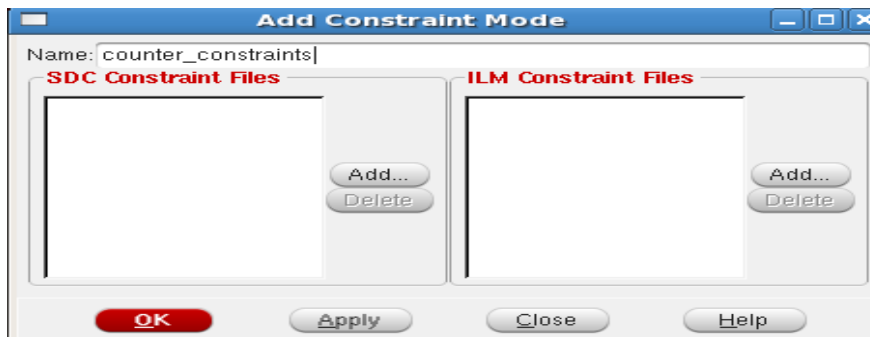 Add Constraint Mode
Name: counter_constraints
SDC Constraint Files
ILM Constraint Files
Add...
Delete
Add...
Delete
OK
Apply
Close
Help